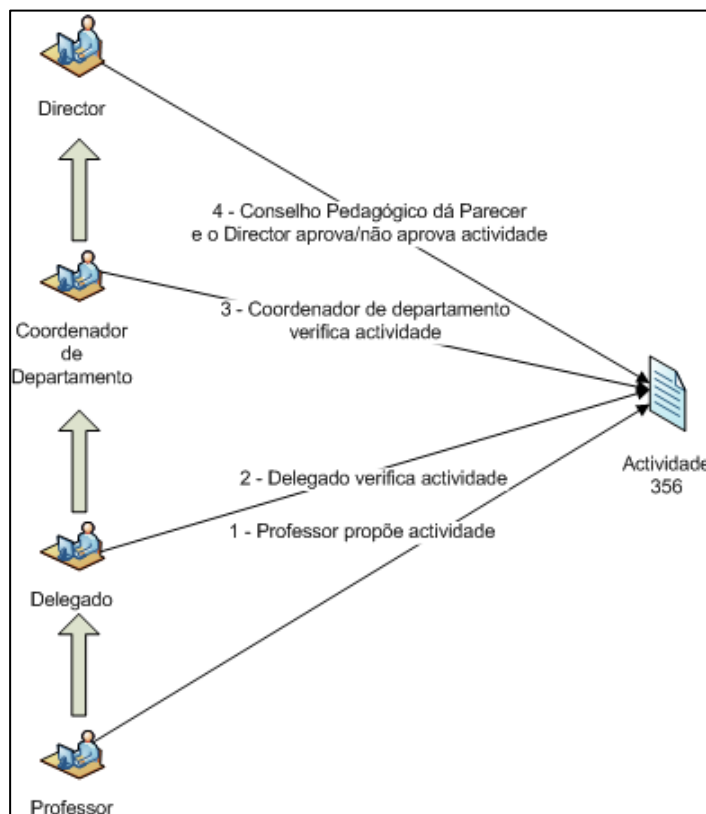 Director
4 - Conselho Pedagógico dá Parecer
e o Director aprova/não aprova actividade
3 - Coordenador de departamento
verifica actividade
Coordenador
de
Departamento
Actividade
356
2 - Delegado verifica actividade
1 - Professor propõe actividade
Delegado
Professor